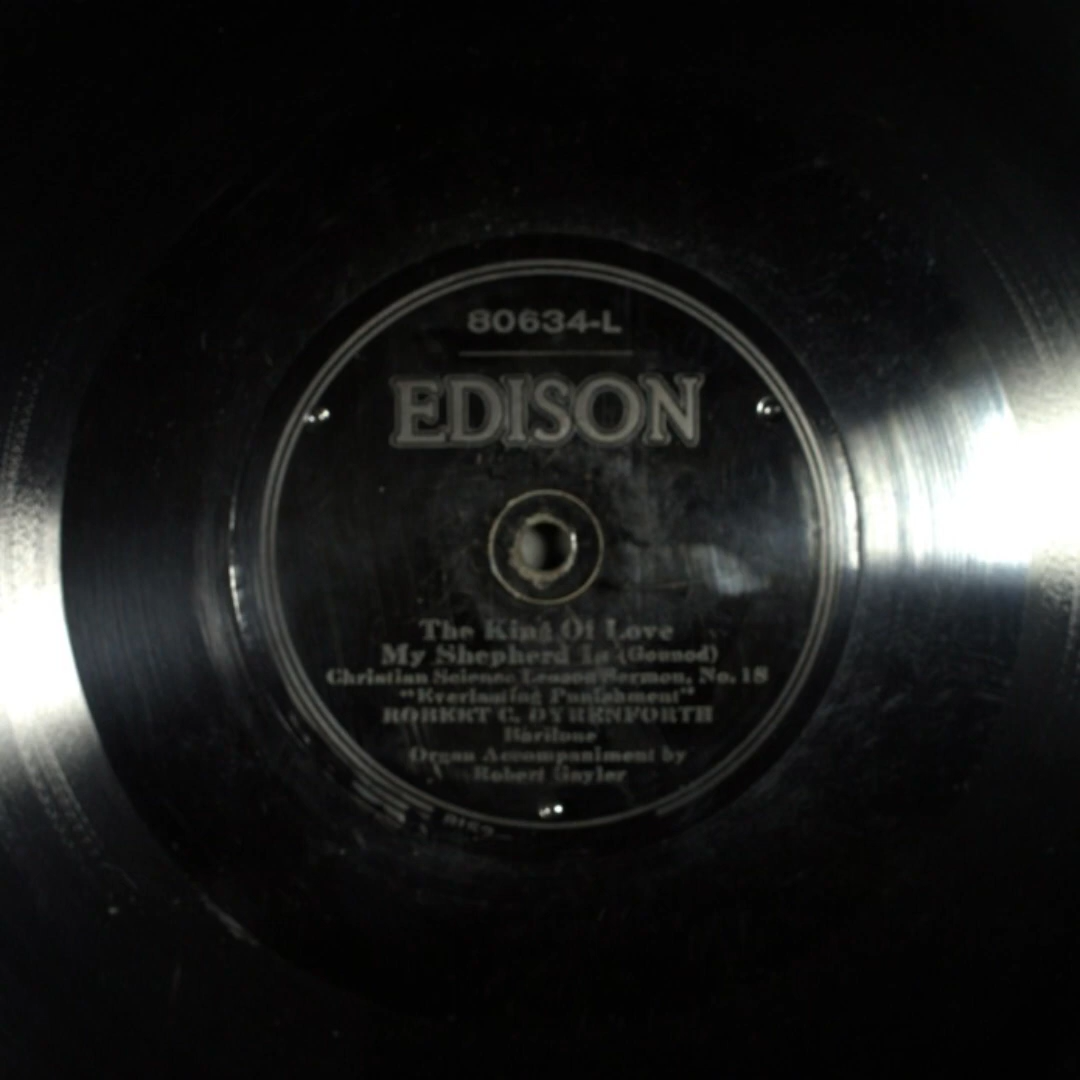 80634-L
EDISON
The King Of Love
My Shepherd Is (Gounod)
Christian Science Lesson Sermon, No. 18
"Everlasting Punishment"
ROBERT C. DYRENFORTH
Baritone
Organ Accompaniment by
Robert Gayler